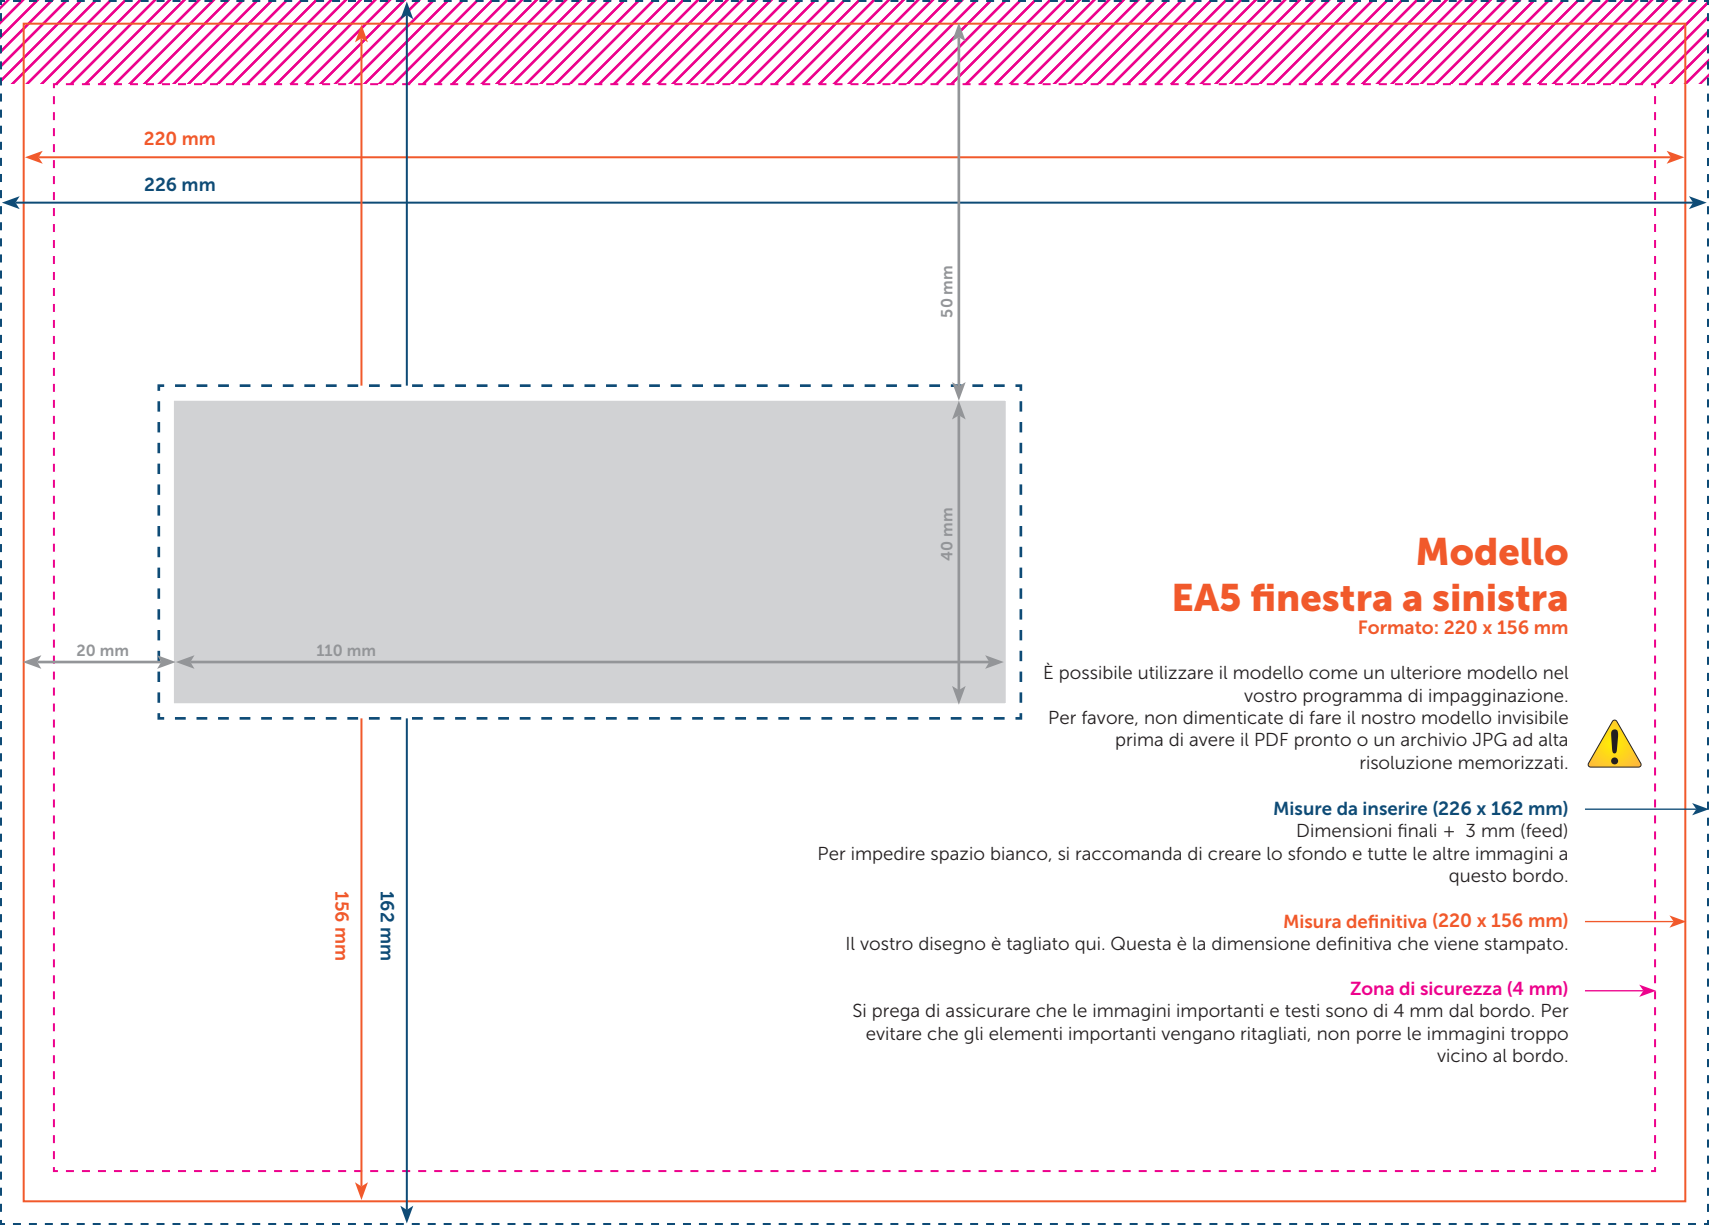 220 mm
226 mm
50 mm
40 mm
20 mm
110 mm
156 mm
162 mm
Modello
EA5 finestra a sinistra
Formato: 220 x 156 mm
È possibile utilizzare il modello come un ulteriore modello nel
vostro programma di impagginazione.
Per favore, non dimenticate di fare il nostro modello invisibile
prima di avere il PDF pronto o un archivio JPG ad alta
risoluzione memorizzati.
Misure da inserire (226 x 162 mm)
Dimensioni finali +  3 mm (feed)
Per impedire spazio bianco, si raccomanda di creare lo sfondo e tutte le altre immagini a
questo bordo.
Misura definitiva (220 x 156 mm)
Il vostro disegno è tagliato qui. Questa è la dimensione definitiva che viene stampato.
Zona di sicurezza (4 mm)
Si prega di assicurare che le immagini importanti e testi sono di 4 mm dal bordo. Per
evitare che gli elementi importanti vengano ritagliati, non porre le immagini troppo
vicino al bordo.